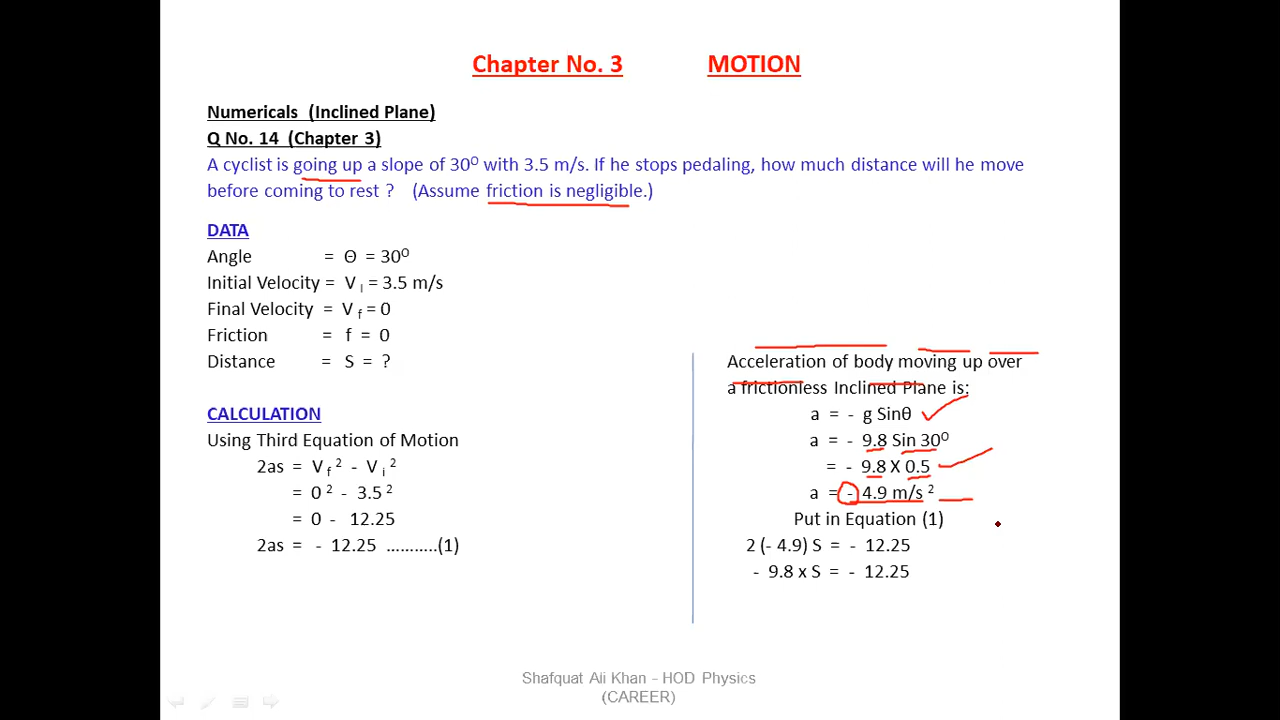 Chapter No. 3 MOTION
Numericals (Inclined Plane)
Q No. 14 (Chapter 3)
A cyclist is going up a slope of 30⁰ with 3.5 m/s. If he stops pedaling, how much distance will he move
before coming to rest ? (Assume friction is negligible.)
DATA
Angle = Θ = 30⁰
Initial Velocity = V ᵢ = 3.5 m/s
Final Velocity = V f = 0
Friction = f = 0
Distance = S = ?
CALCULATION
Using Third Equation of Motion
2as = V f ² - V i ²
= 0 ² - 3.5 ²
= 0 - 12.25
2as = - 12.25 ..........(1)
Acceleration of body moving up over
a frictionless Inclined Plane is:
a = - g Sinθ
a = - 9.8 Sin 30⁰
= - 9.8 X 0.5
a = - 4.9 m/s ²
Put in Equation (1)
2 (- 4.9) S = - 12.25
- 9.8 x S = - 12.25
Shafquat Ali Khan - HOD Physics
(CAREER)